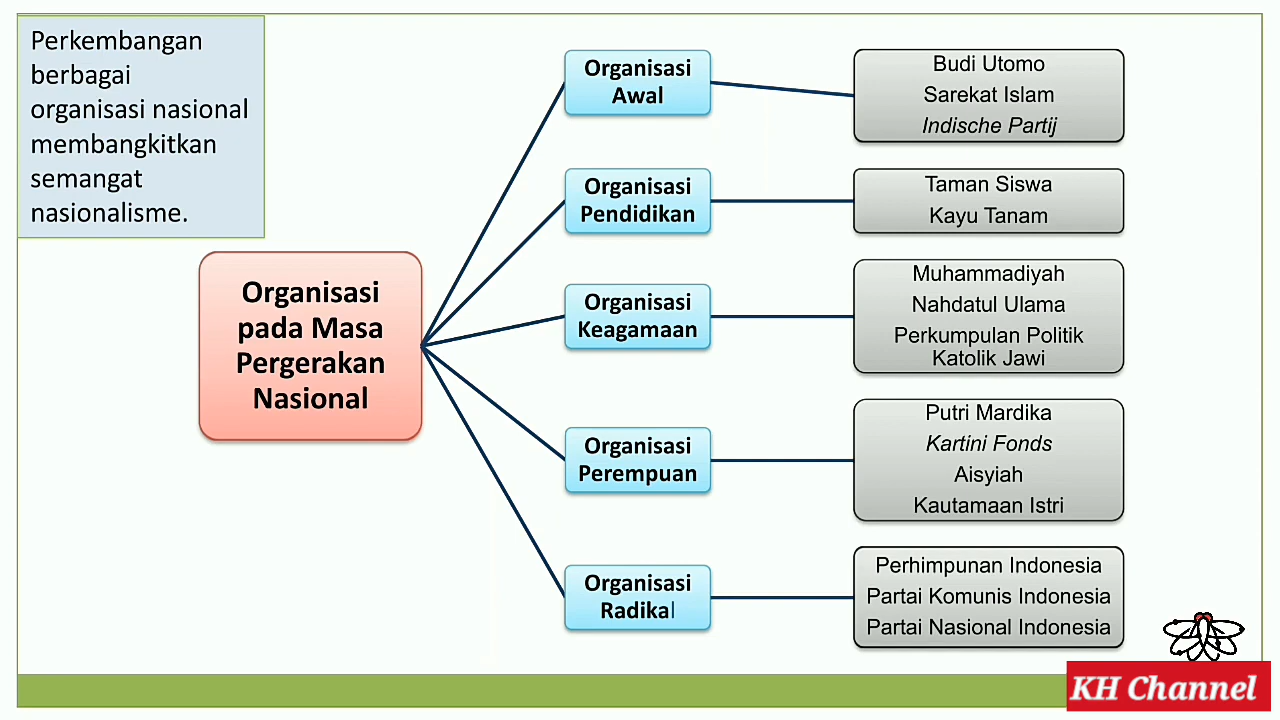 Perkembangan
berbagai
organisasi nasional
membangkitkan
semangat
nasionalisme.
Organisasi
pada Masa
Pergerakan
Nasional
Organisasi
Awal
Budi Utomo
Sarekat Islam
Indische Partij
Organisasi
Pendidikan
Taman Siswa
Kayu Tanam
Organisasi
Keagamaan
Muhammadiyah
Nahdatul Ulama
Perkumpulan Politik
Katolik Jawi
Organisasi
Perempuan
Putri Mardika
Kartini Fonds
Aisyiah
Kautamaan Istri
Organisasi
Radikal
Perhimpunan Indonesia
Partai Komunis Indonesia
Partai Nasional Indonesia
KH Channel